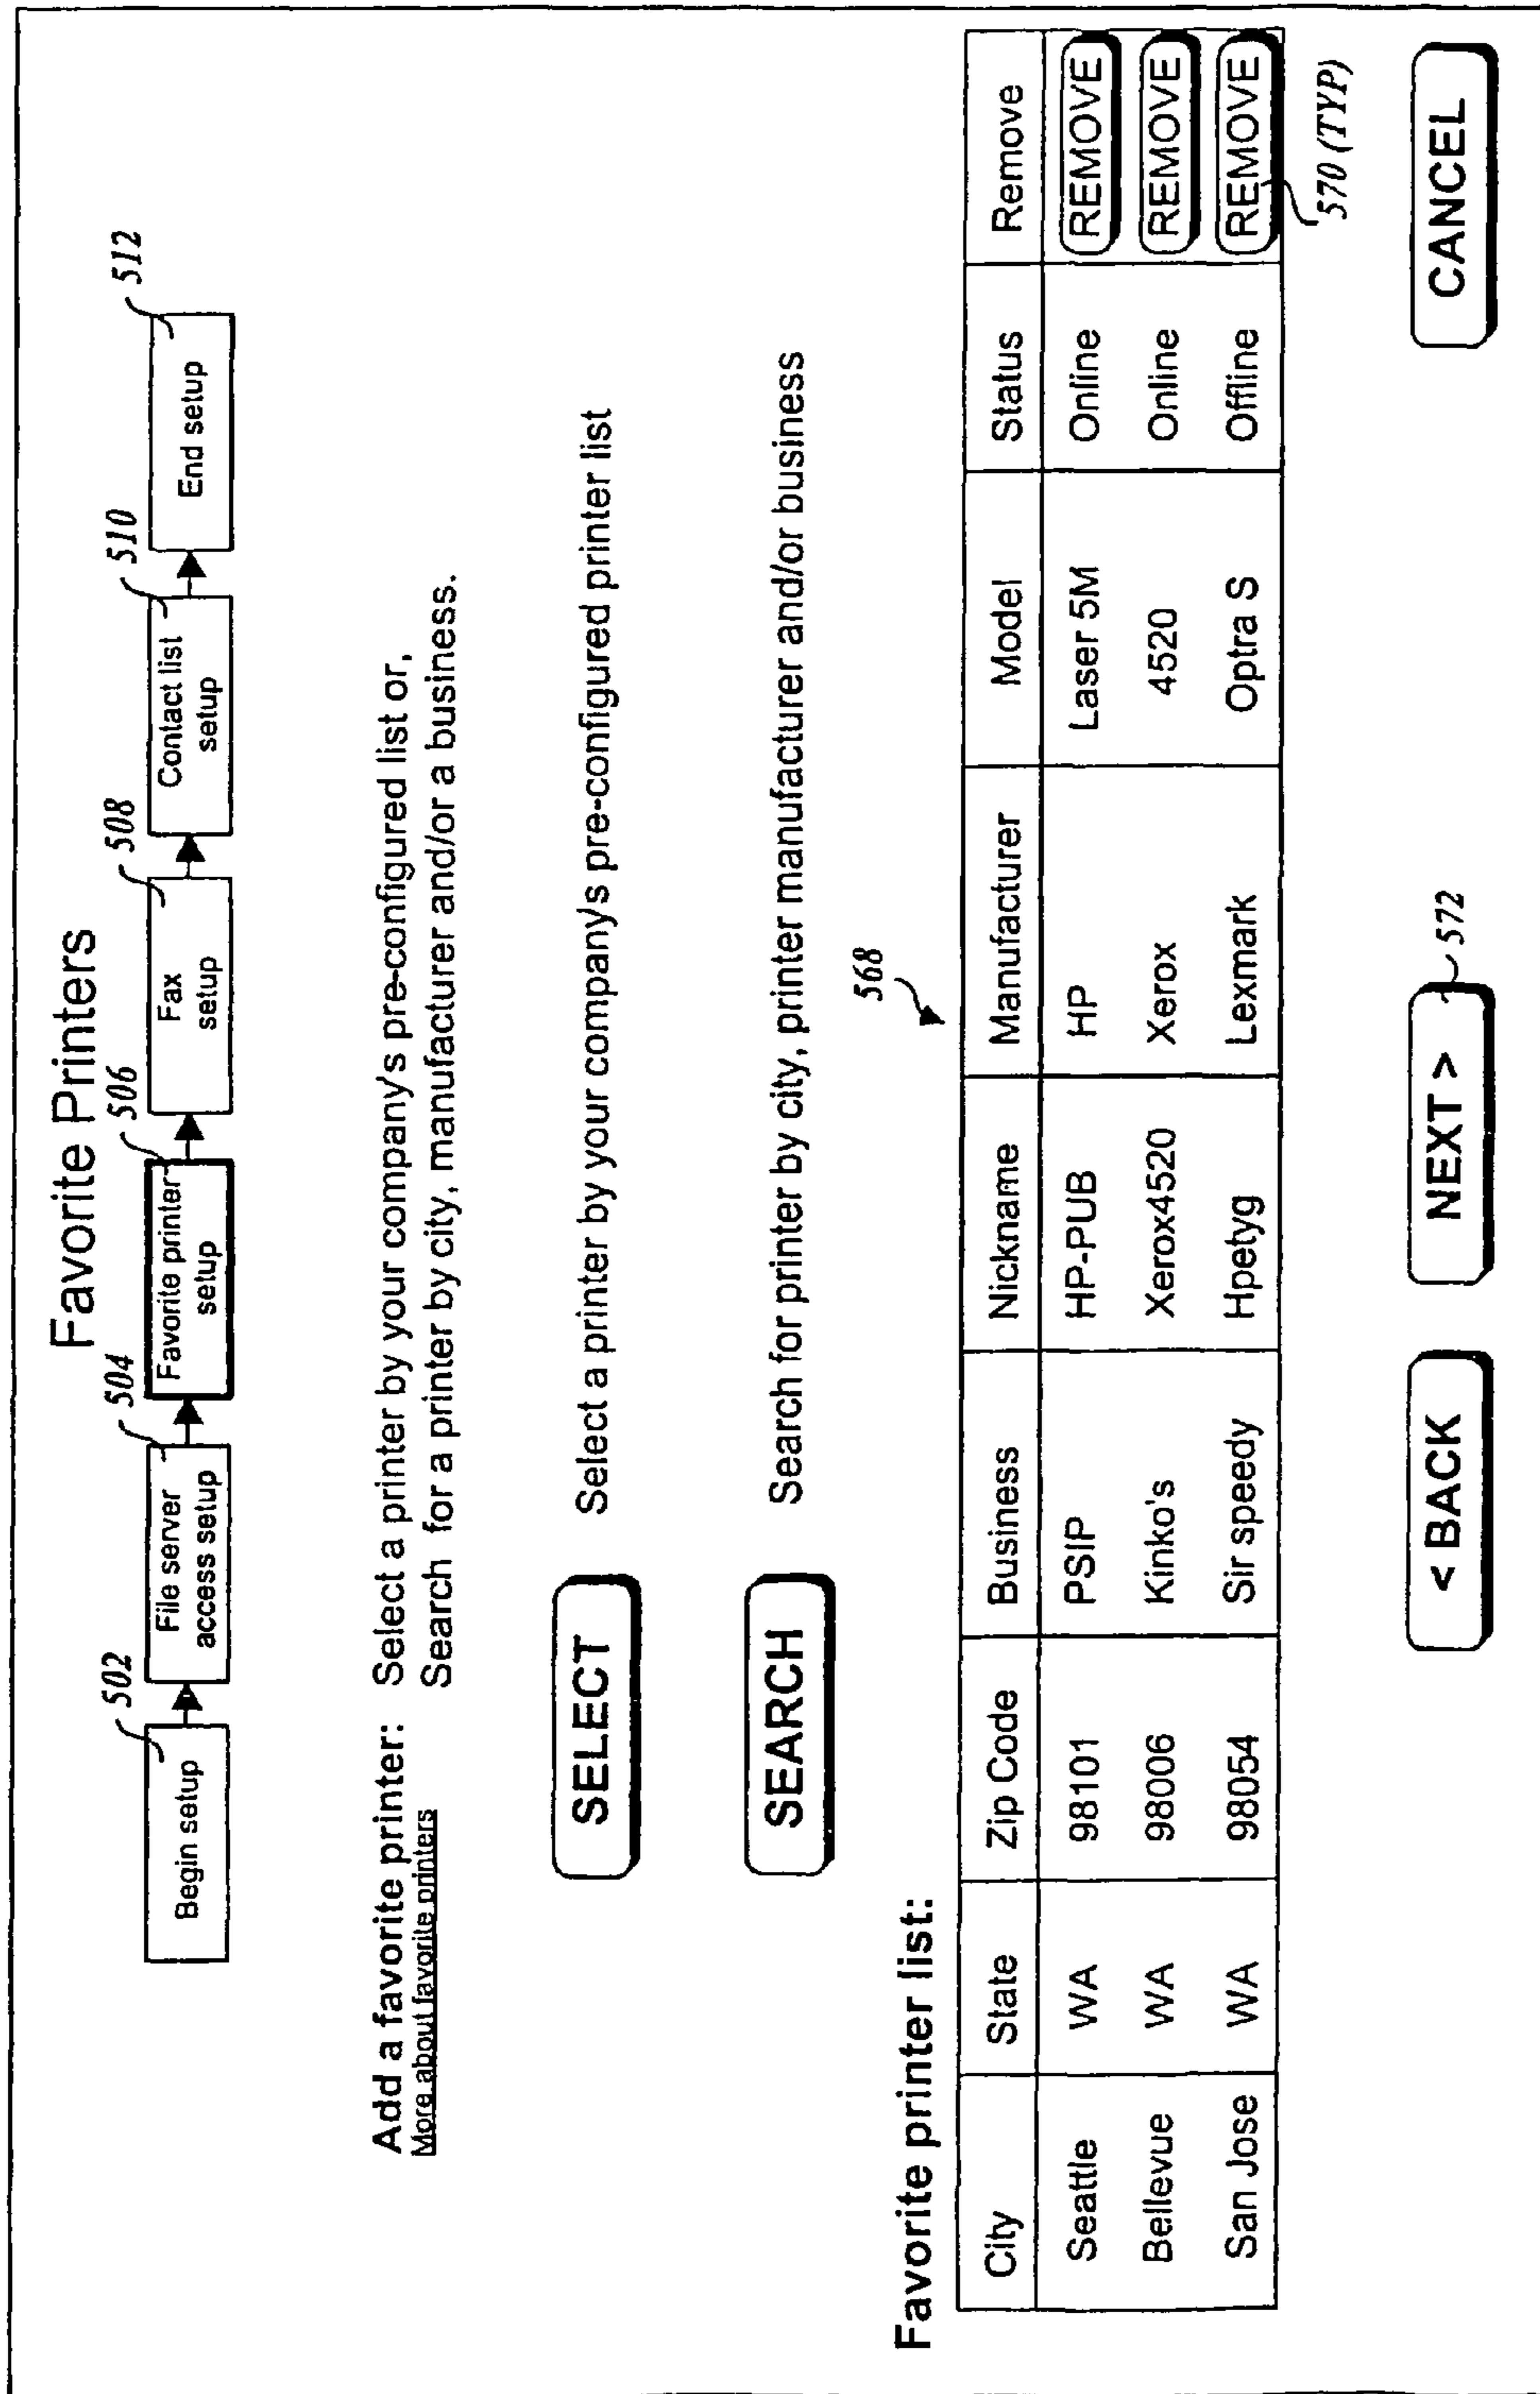 Favorite Printers
502 504 506 508 510 512
Begin setup
File server
access setup
Favorite printer
setup
Fax
setup
Contact list
setup
End setup
Add a favorite printer: Select a printer by your company's pre-configured list or,
More about favorite printers Search for a printer by city, manufacturer and/or a business.
SELECT Select a printer by your company's pre-configured printer list
SEARCH Search for printer by city, printer manufacturer and/or business
Favorite printer list:
568
City State Zip Code Business Nickname Manufacturer Model Status Remove
Seattle WA 98101 PSIP HP-PUB HP Laser 5M Online REMOVE
Bellevue WA 98006 Kinko's Xerox4520 Xerox 4520 Online REMOVE
San Jose WA 98054 Sir speedy Hpetyg Lexmark Optra S Offline REMOVE
570 (TYP)
< BACK NEXT > 572 CANCEL